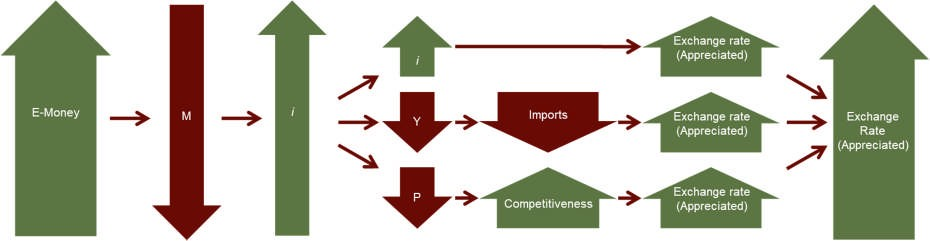 E-Money
M
i
i
Exchange rate
(Appreciated)
Y
Imports
Exchange rate
(Appreciated)
P
Competitiveness
Exchange rate
(Appreciated)
Exchange
Rate
(Appreciated)